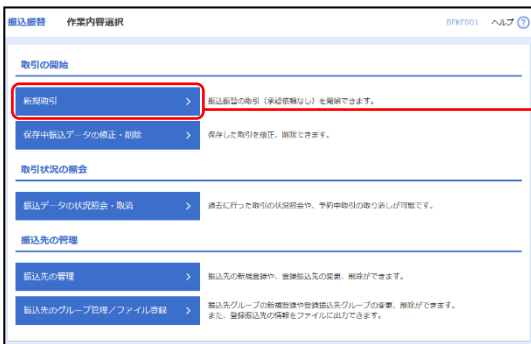 振込振替 作業内容選択 BFKF001 ヘルプ ?
取引の開始
新規取引 > 振込振替の取引（承認依頼なし）を開始できます。
保存中振込データの修正・削除 > 保存した取引を修正、削除できます。
取引状況の照会
振込データの状況照会・取消 > 過去に行った取引の状況照会や、予約中取引の取り消しが可能です。
振込先の管理
振込先の管理 > 振込先の新規登録や、登録振込先の変更、削除ができます。
振込先のグループ管理／ファイル登録 > 振込先グループの新規登録や登録振込先グループの変更、削除ができます。
また、登録振込先の情報をファイルに出力できます。